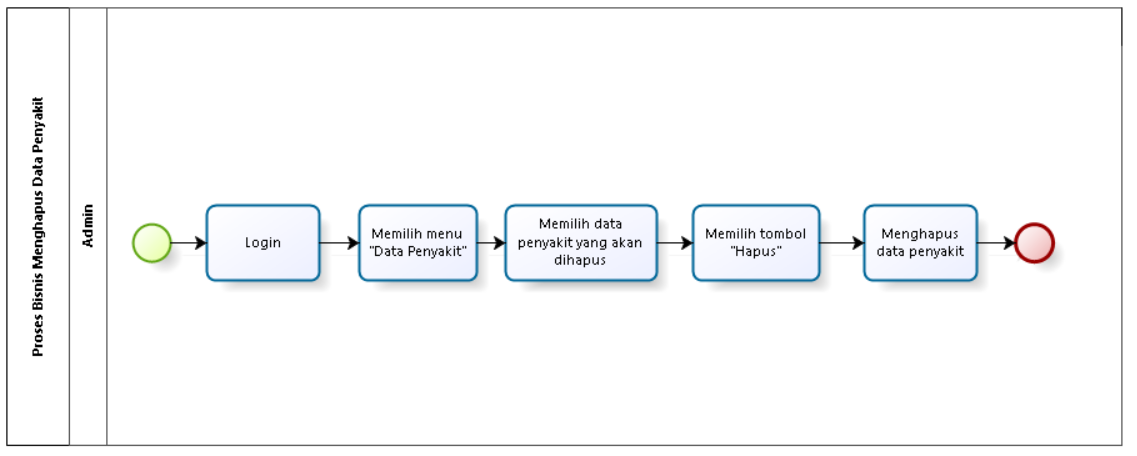 Proses Bisnis Menghapus Data Penyakit
Admin
Login
Memilih menu
"Data Penyakit"
Memilih data
penyakit yang akan
dihapus
Memilih tombol
"Hapus"
Menghapus
data penyakit